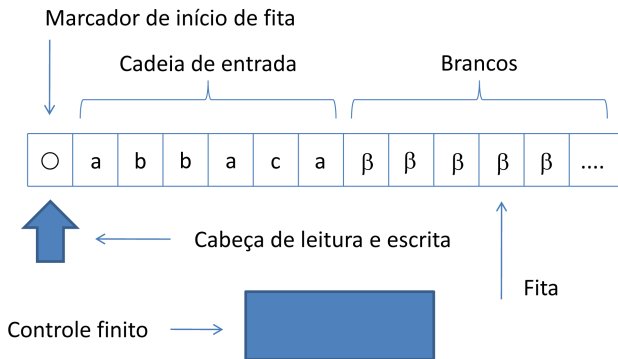 Marcador de início de fita
Cadeia de entrada
Brancos
○ a b b a c a β β β β β ....
Cabeça de leitura e escrita
Fita
Controle finito